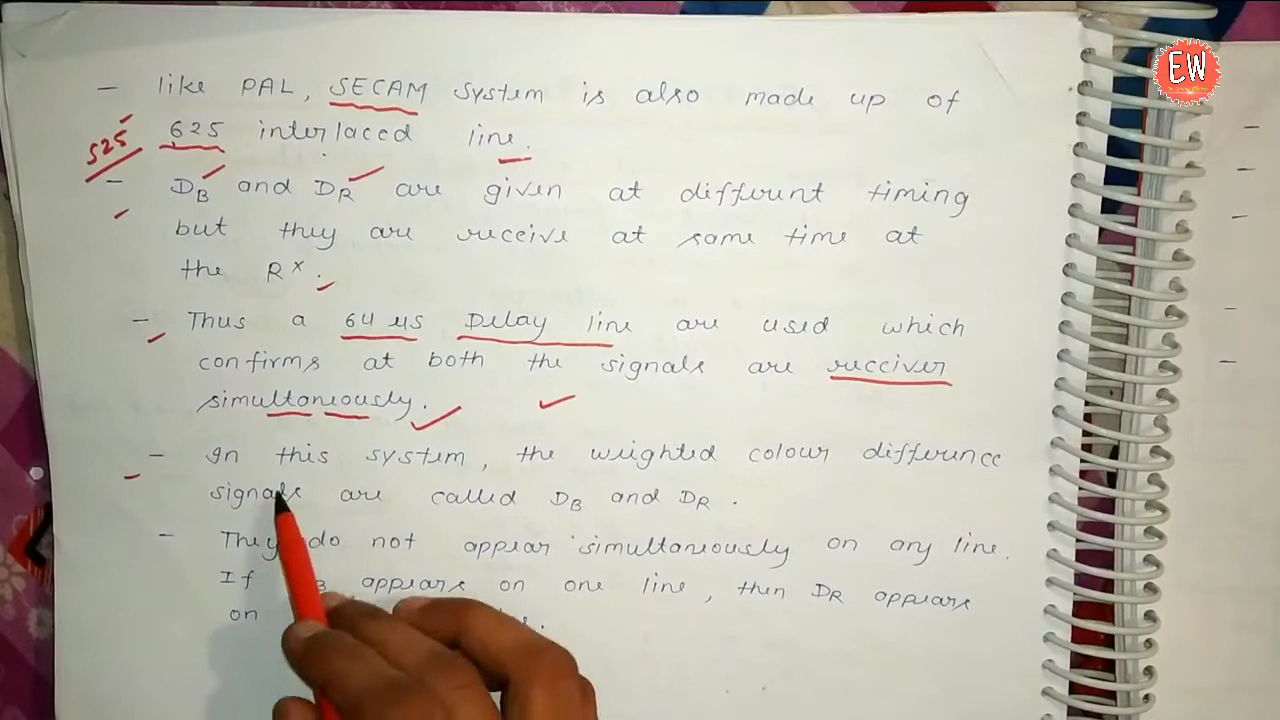 EW
- like PAL, SECAM system is also made up of
525 625 interlaced line.
- DB and DR are given at different timing
but they are receive at same time at
the Rx.
- Thus a 64 us Delay line are used which
confirms at both the signals are reciver
simultaneously.
- In this system, the weighted colour difference
signals are called DB and DR.
- They do not appear simultaneously on any line.
If appears on one line, then DR appears
on